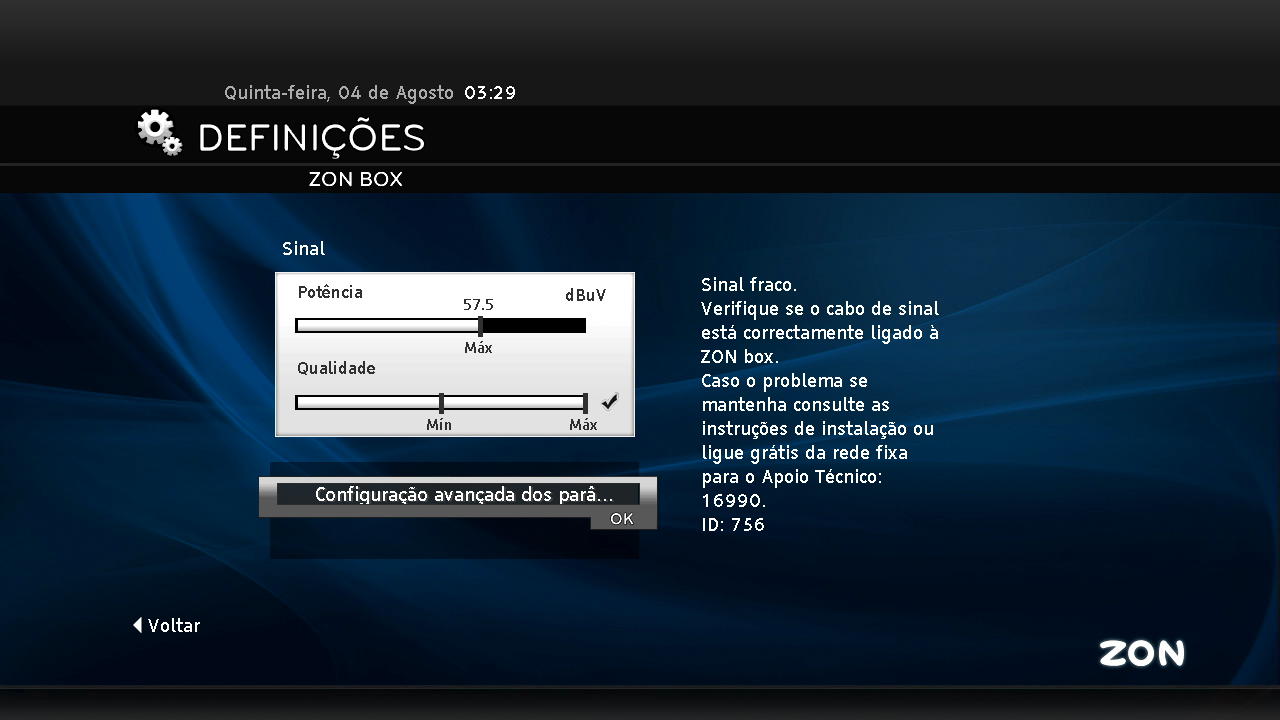 Quinta-feira, 04 de Agosto 03:29
DEFINIÇÕES
ZON BOX
Sinal
Potência
57.5
dBuV
Máx
Qualidade
Mín
Máx
Sinal fraco.
Verifique se o cabo de sinal
está correctamente ligado à
ZON box.
Caso o problema se
mantenha consulte as
instruções de instalação ou
ligue grátis da rede fixa
para o Apoio Técnico:
16990.
ID: 756
Configuração avançada dos parâ...
OK
Voltar
ZON